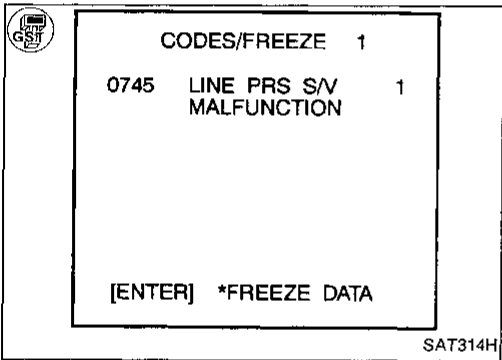 GST
CODES/FREEZE 1
0745 LINE PRS S/V 1
MALFUNCTION
[ENTER] *FREEZE DATA
SAT314H